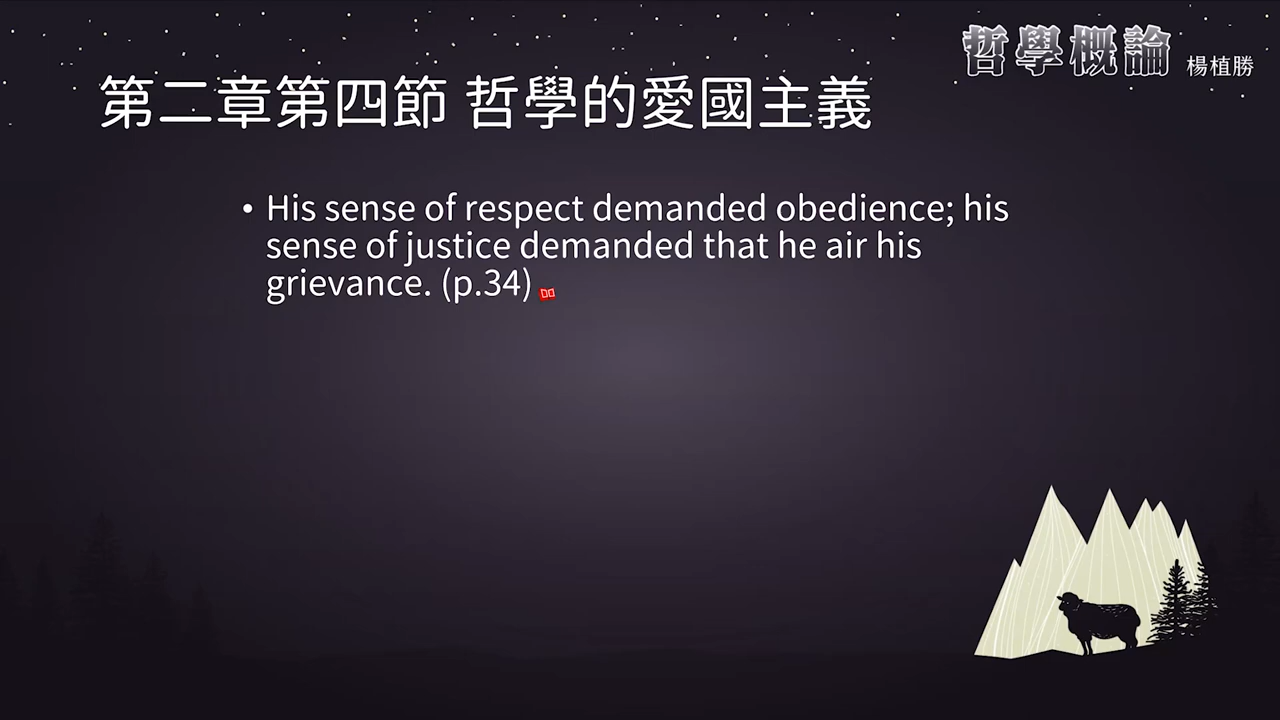 哲學概論 楊植勝
第二章第四節 哲學的愛國主義
• His sense of respect demanded obedience; his
sense of justice demanded that he air his
grievance. (p.34)